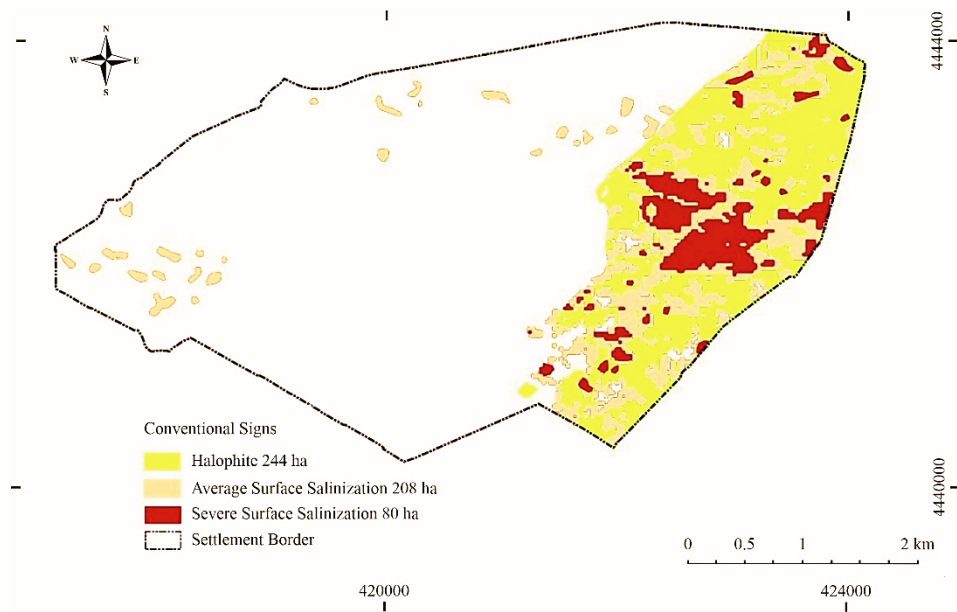 N
W E
S
4444000
Conventional Signs
Halophite 244 ha
Average Surface Salinization 208 ha
Severe Surface Salinization 80 ha
Settlement Border
4440000
0 0.5 1 2 km
420000 424000